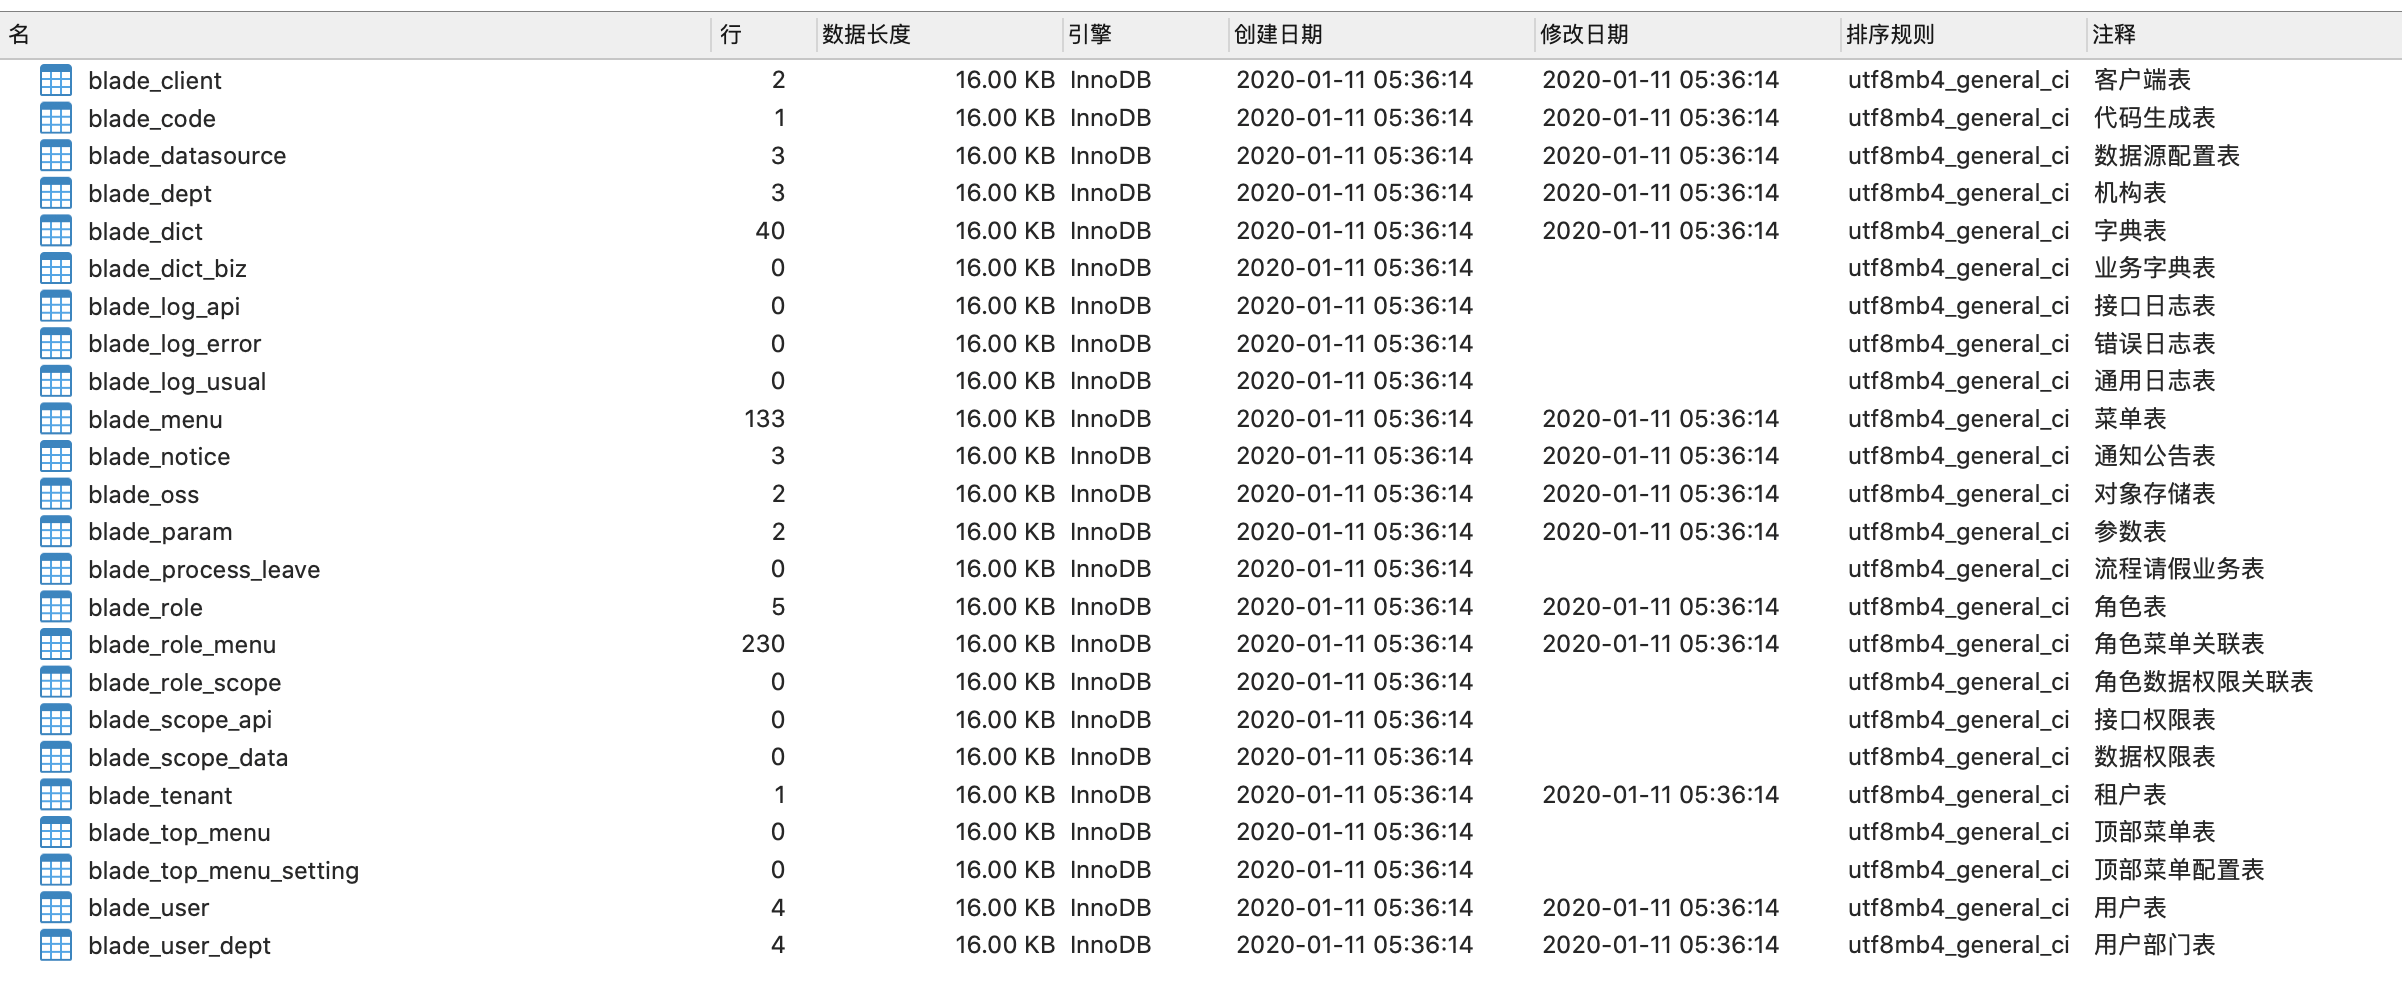 名 行 数据长度 引擎 创建日期 修改日期 排序规则 注释
blade_client 2 16.00 KB InnoDB 2020-01-11 05:36:14 2020-01-11 05:36:14 utf8mb4_general_ci 客户端表
blade_code 1 16.00 KB InnoDB 2020-01-11 05:36:14 2020-01-11 05:36:14 utf8mb4_general_ci 代码生成表
blade_datasource 3 16.00 KB InnoDB 2020-01-11 05:36:14 2020-01-11 05:36:14 utf8mb4_general_ci 数据源配置表
blade_dept 3 16.00 KB InnoDB 2020-01-11 05:36:14 2020-01-11 05:36:14 utf8mb4_general_ci 机构表
blade_dict 40 16.00 KB InnoDB 2020-01-11 05:36:14 2020-01-11 05:36:14 utf8mb4_general_ci 字典表
blade_dict_biz 0 16.00 KB InnoDB 2020-01-11 05:36:14 utf8mb4_general_ci 业务字典表
blade_log_api 0 16.00 KB InnoDB 2020-01-11 05:36:14 utf8mb4_general_ci 接口日志表
blade_log_error 0 16.00 KB InnoDB 2020-01-11 05:36:14 utf8mb4_general_ci 错误日志表
blade_log_usual 0 16.00 KB InnoDB 2020-01-11 05:36:14 utf8mb4_general_ci 通用日志表
blade_menu 133 16.00 KB InnoDB 2020-01-11 05:36:14 2020-01-11 05:36:14 utf8mb4_general_ci 菜单表
blade_notice 3 16.00 KB InnoDB 2020-01-11 05:36:14 2020-01-11 05:36:14 utf8mb4_general_ci 通知公告表
blade_oss 2 16.00 KB InnoDB 2020-01-11 05:36:14 2020-01-11 05:36:14 utf8mb4_general_ci 对象存储表
blade_param 2 16.00 KB InnoDB 2020-01-11 05:36:14 2020-01-11 05:36:14 utf8mb4_general_ci 参数表
blade_process_leave 0 16.00 KB InnoDB 2020-01-11 05:36:14 utf8mb4_general_ci 流程请假业务表
blade_role 5 16.00 KB InnoDB 2020-01-11 05:36:14 2020-01-11 05:36:14 utf8mb4_general_ci 角色表
blade_role_menu 230 16.00 KB InnoDB 2020-01-11 05:36:14 2020-01-11 05:36:14 utf8mb4_general_ci 角色菜单关联表
blade_role_scope 0 16.00 KB InnoDB 2020-01-11 05:36:14 utf8mb4_general_ci 角色数据权限关联表
blade_scope_api 0 16.00 KB InnoDB 2020-01-11 05:36:14 utf8mb4_general_ci 接口权限表
blade_scope_data 0 16.00 KB InnoDB 2020-01-11 05:36:14 utf8mb4_general_ci 数据权限表
blade_tenant 1 16.00 KB InnoDB 2020-01-11 05:36:14 2020-01-11 05:36:14 utf8mb4_general_ci 租户表
blade_top_menu 0 16.00 KB InnoDB 2020-01-11 05:36:14 utf8mb4_general_ci 顶部菜单表
blade_top_menu_setting 0 16.00 KB InnoDB 2020-01-11 05:36:14 utf8mb4_general_ci 顶部菜单配置表
blade_user 4 16.00 KB InnoDB 2020-01-11 05:36:14 2020-01-11 05:36:14 utf8mb4_general_ci 用户表
blade_user_dept 4 16.00 KB InnoDB 2020-01-11 05:36:14 2020-01-11 05:36:14 utf8mb4_general_ci 用户部门表